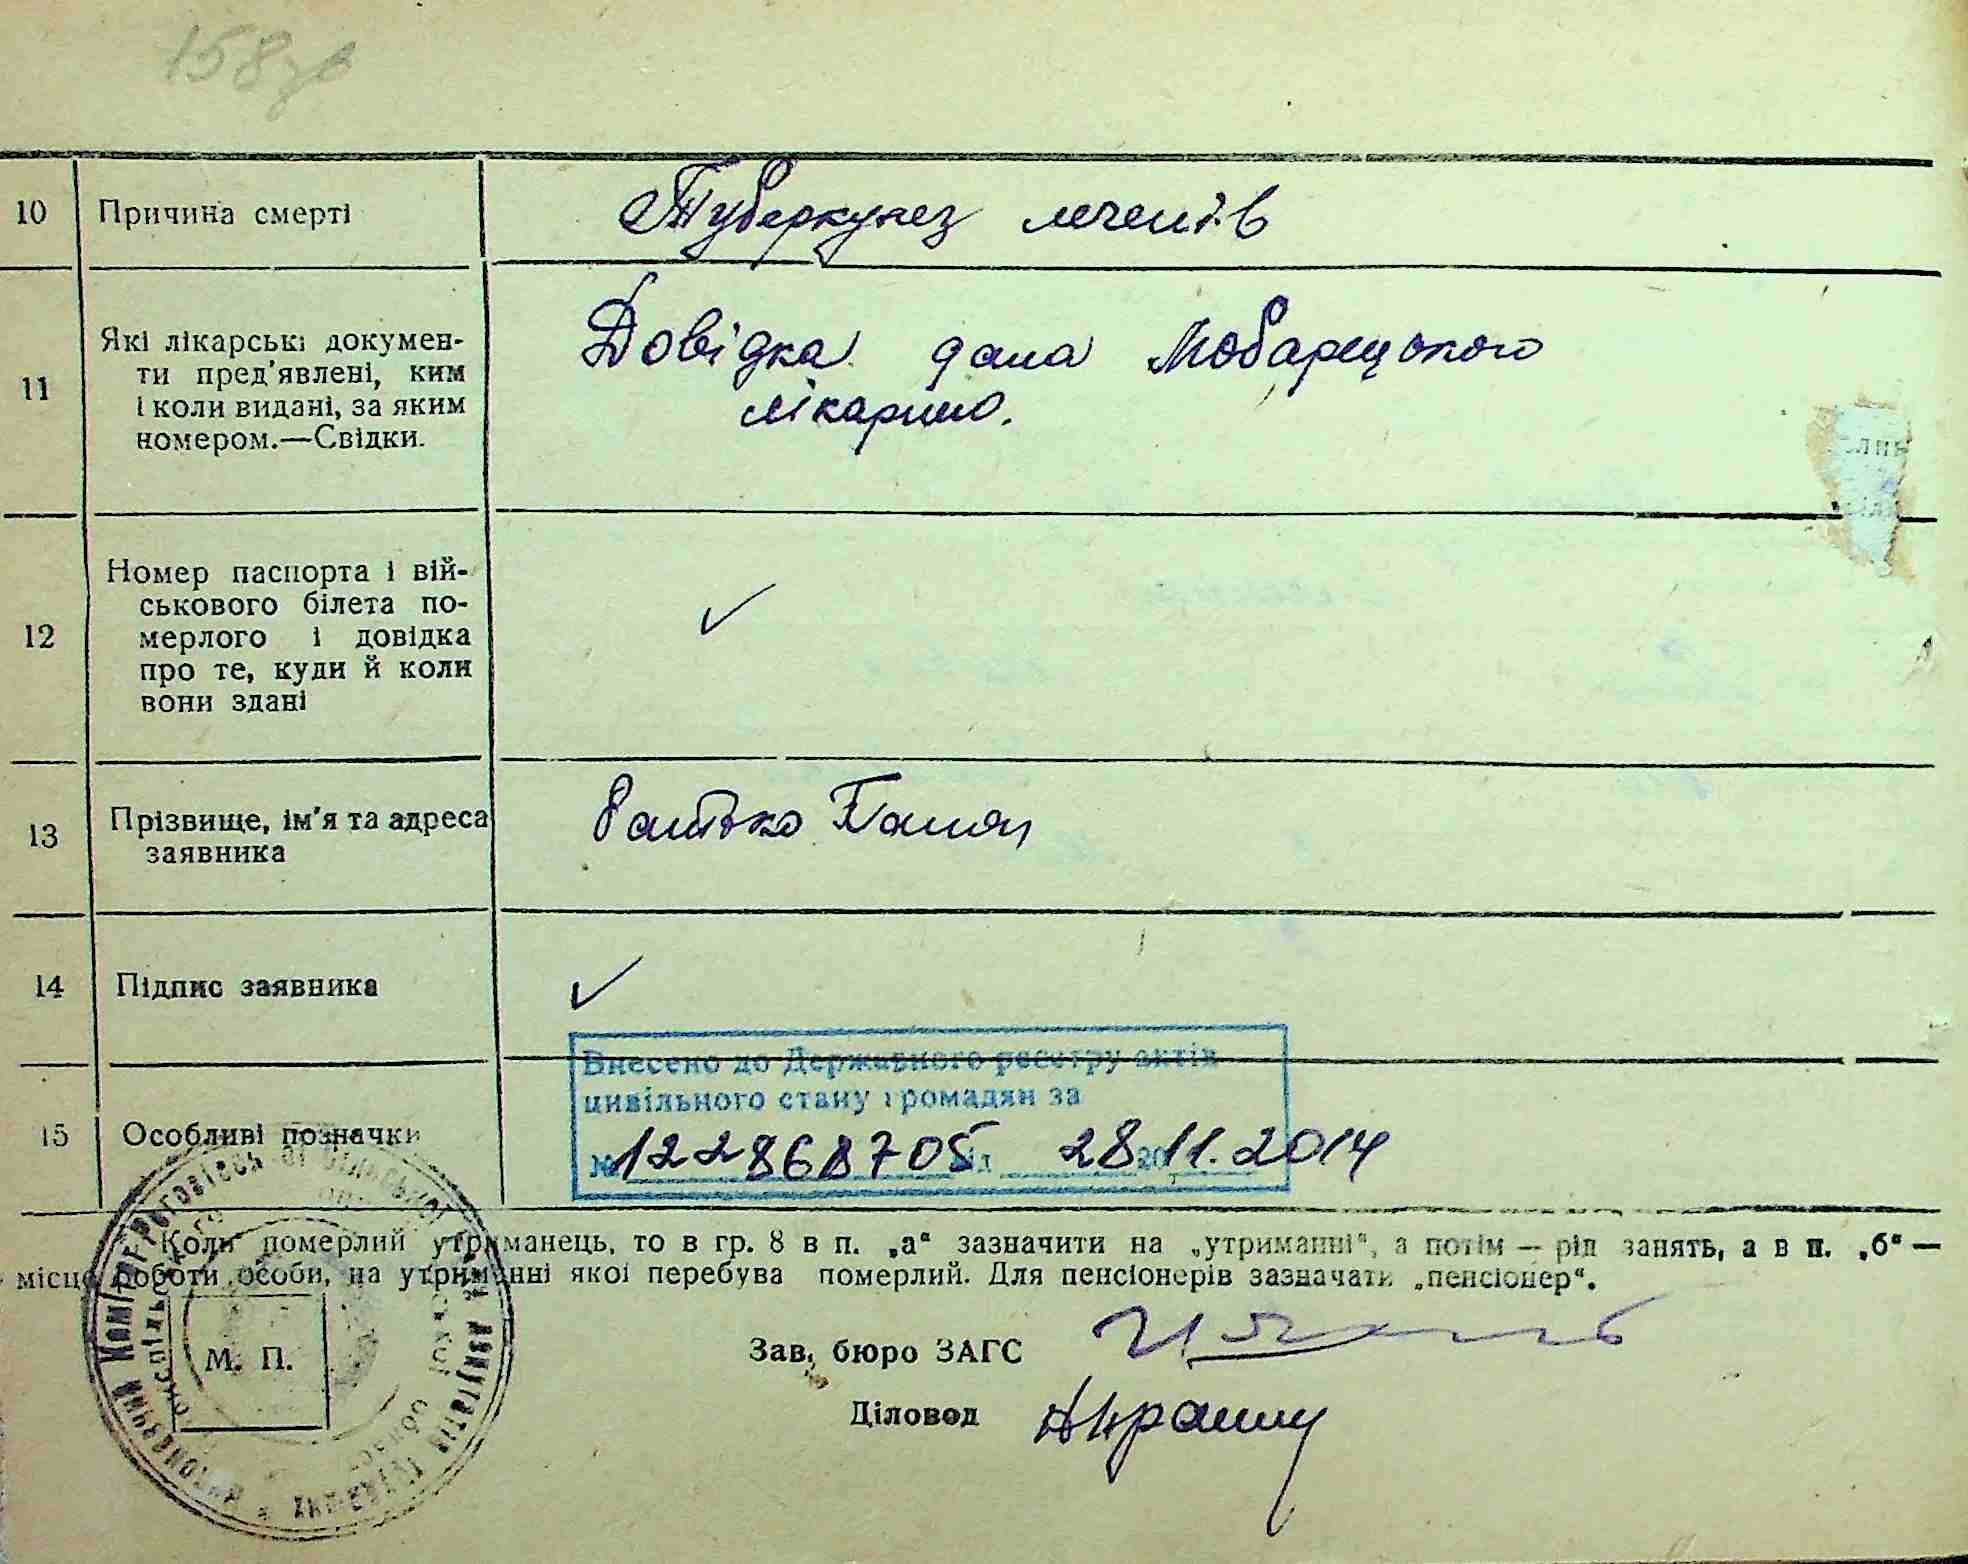 158зв
10 Причина смерті Туберкулез легенів
11 Які лікарські докумен-
ти пред'явлені, ким
і коли видані, за яким
номером.—Свідки.
Довідка дана
лікарнею.
12 Номер паспорта і вій-
ськового білета по-
мерлого і довідка
про те, куди й коли
вони здані
13 Прізвище, ім'я та адреса
заявника
14 Підпис заявника
Внесено до Державного реєстру актів
цивільного стану громадян за
15 Особливі позначки
№ 122868705 від 28.11.2014
Коли померлий утриманець, то в гр. 8 в п. „а“ зазначити на „утриманні“, а потім — рід занять, а в п. „б“ —
місце роботи особи, на утриманні якої перебува померлий. Для пенсіонерів зазначати „пенсіонер“.
М. П.
Зав. бюро ЗАГС
Діловод